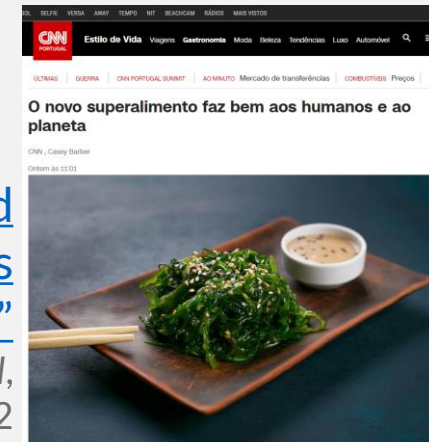 SELFIE VERSA AWAY TEMPO NIT BEACHCAM RÁDIOS MAIS VISTOS
CNN PORTUGAL
Estilo de Vida Viagens Gastronomia Moda Beleza Tendências Luxo Automóvel
ÚLTIMAS GUERRA CNN PORTUGAL SUMMIT AO MINUTO Mercado de transferências COMBUSTÍVEIS Preços
O novo superalimento faz bem aos humanos e ao
planeta
CNN , Casey Barber
Ontem às 11:01
d
s
”
l,
2